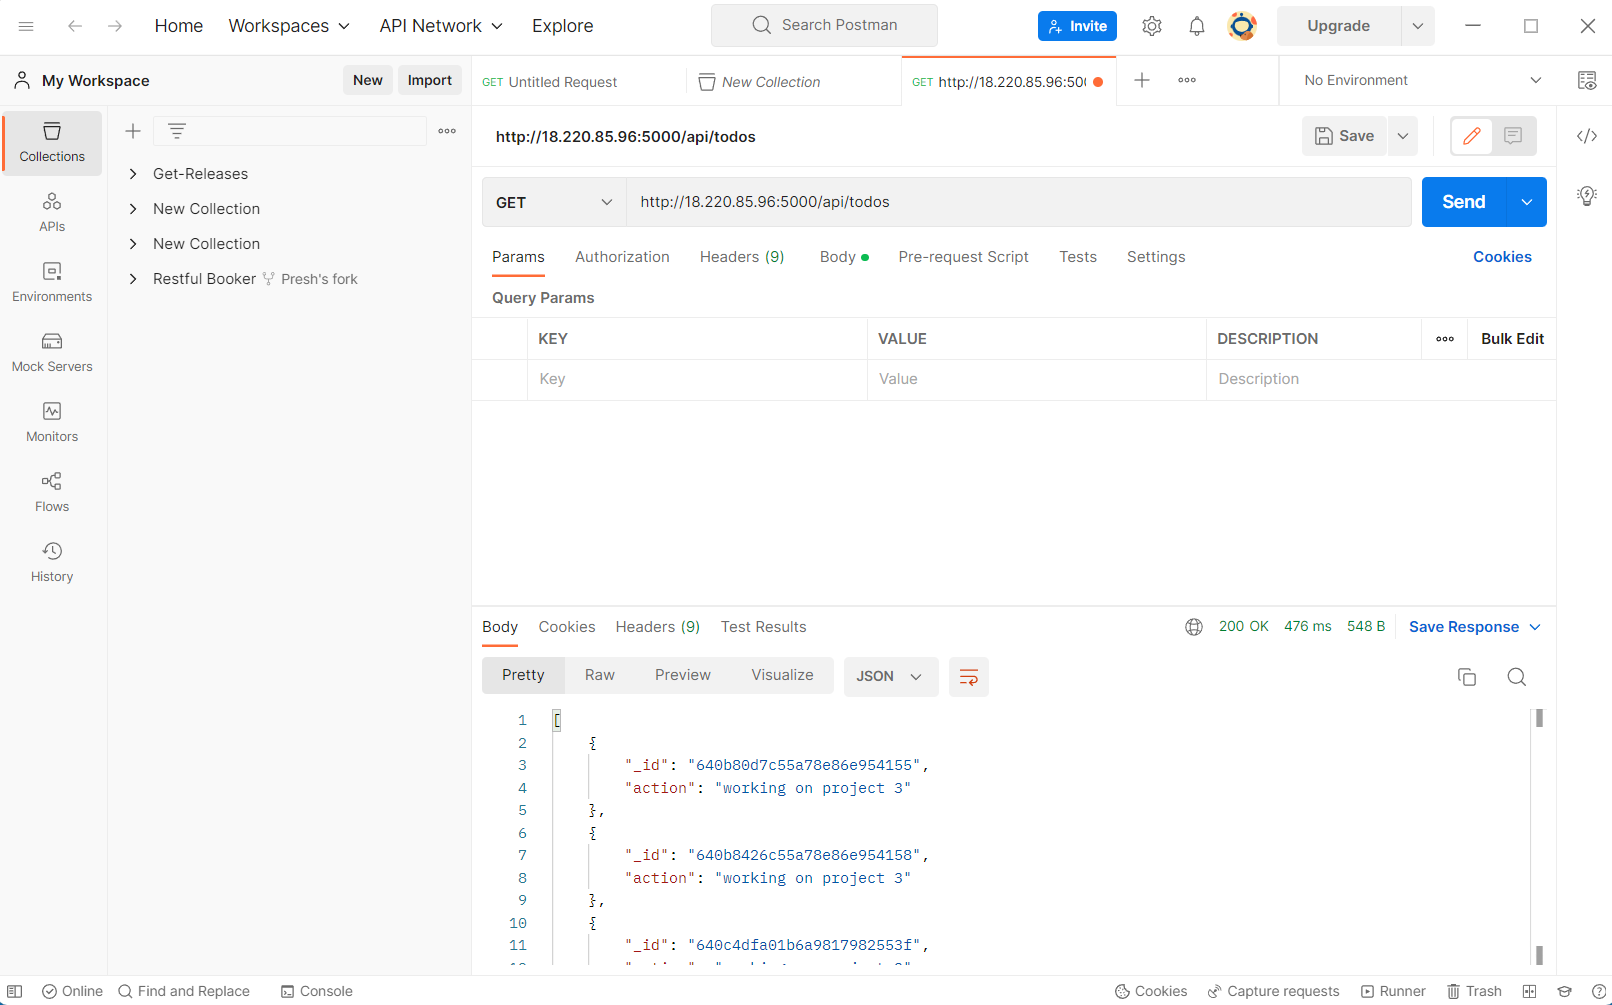 Home Workspaces API Network Explore Search Postman Invite Upgrade
My Workspace New Import
GET Untitled Request New Collection GET http://18.220.85.96:500 No Environment
Collections
APIs
Environments
Mock Servers
Monitors
Flows
History
Get-Releases
New Collection
New Collection
Restful Booker Presh's fork
http://18.220.85.96:5000/api/todos Save
GET http://18.220.85.96:5000/api/todos Send
Params Authorization Headers (9) Body Pre-request Script Tests Settings Cookies
Query Params
KEY VALUE DESCRIPTION Bulk Edit
Key Value Description
Body Cookies Headers (9) Test Results 200 OK 476 ms 548 B Save Response
Pretty Raw Preview Visualize JSON
1 [
2 {
3 "_id": "640b80d7c55a78e86e954155",
4 "action": "working on project 3"
5 },
6 {
7 "_id": "640b8426c55a78e86e954158",
8 "action": "working on project 3"
9 },
10 {
11 "_id": "640c4dfa01b6a9817982553f",
Online Find and Replace Console Cookies Capture requests Runner Trash